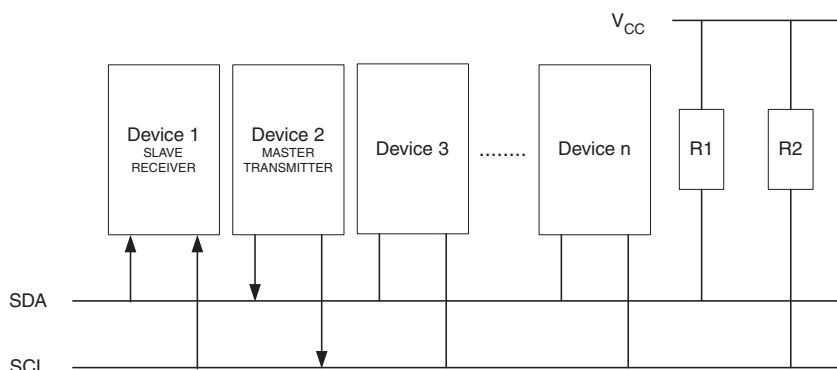 V_CC
Device 1
SLAVE
RECEIVER
Device 2
MASTER
TRANSMITTER
Device 3
........
Device n
R1
R2
SDA
SCL